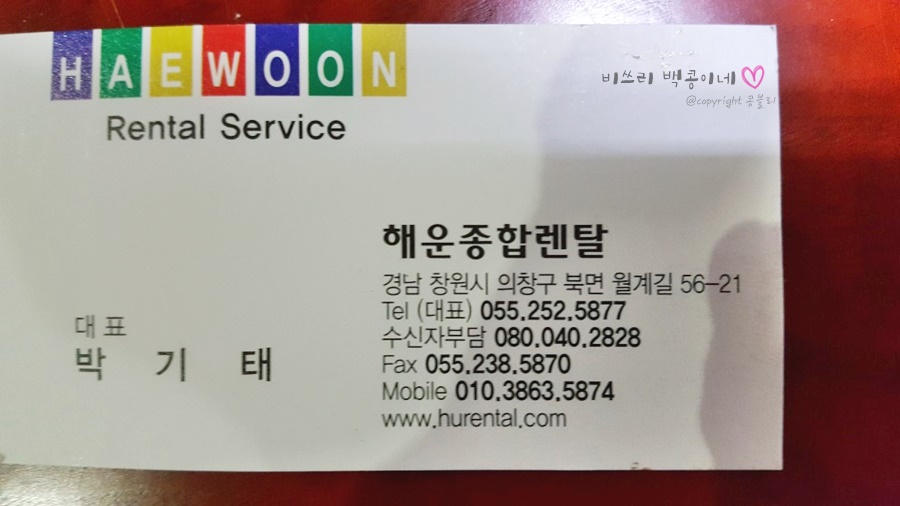 HAEWOON
Rental Service
비쓰리 백콩이네
@copyright 콩블리
해운종합렌탈
경남 창원시 의창구 북면 월계길 56-21
Tel (대표) 055.252.5877
수신자부담 080.040.2828
Fax 055.238.5870
Mobile 010.3863.5874
www.hurental.com
대표
박 기 태